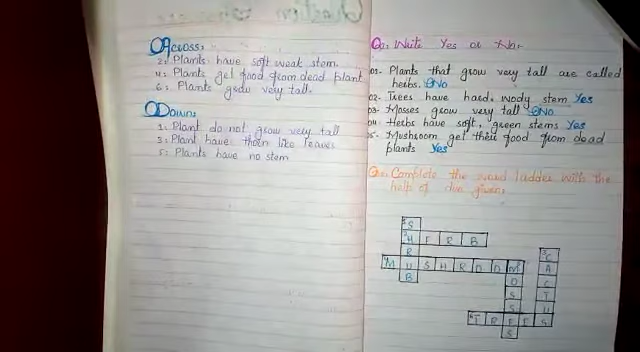 Across:
2: Plants have soft weak stem.
4: Plants get food from dead plant
6: Plants grow very tall.
Down:
1: Plant do not grow very tall
3: Plant have thorn like leaves
5: Plants have no stem
Q2: Write Yes or No:-
01- Plants that grow very tall are called
herbs. No
02- Trees have hard, wody stem Yes
03- Mosses grow very tall No
04- Herbs have soft, green stems Yes
05- Mushroom get their food from dead
plants Yes
Complete the word ladder with the
help of clue given:
S
H E R B
R C
M U S H R O O M A
B O C
S T
S U
T R E E S
S